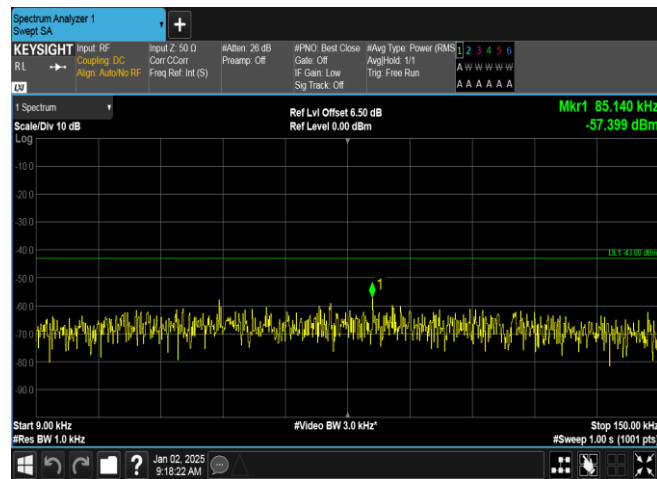 Spectrum Analyzer 1
Swept SA
+
KEYSIGHT
RL
LXI
Input: RF
Coupling: DC
Align: Auto/No RF
Input Z: 50 Ω
Corr CCorr
Freq Ref: Int (S)
#Atten: 26 dB
Preamp: Off
#PNO: Best Close
Gate: Off
IF Gain: Low
Sig Track: Off
#Avg Type: Power (RMS
Avg|Hold: 1/1
Trig: Free Run
1 2 3 4 5 6
A W W W W W
A A A A A A
1 Spectrum
Scale/Div 10 dB
Log
Ref Lvl Offset 6.50 dB
Ref Level 0.00 dBm
Mkr1 85.140 kHz
-57.399 dBm
-10.0
-20.0
-30.0
-40.0
DL1 -43.00 dBm
-50.0
1
-60.0
-70.0
-80.0
-90.0
Start 9.00 kHz
#Res BW 1.0 kHz
#Video BW 3.0 kHz*
Stop 150.00 kHz
#Sweep 1.00 s (1001 pts)
?
Jan 02, 2025
9:18:22 AM